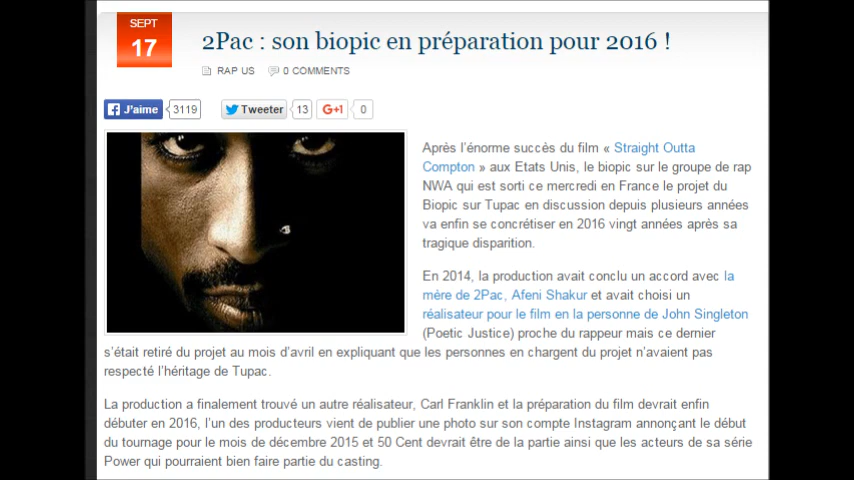 SEPT
17
2Pac : son biopic en préparation pour 2016 !
RAP US 0 COMMENTS
J'aime 3119 Tweeter 13 G+1 0
Après l'énorme succés du film « Straight Outta
Compton » aux Etats Unis, le biopic sur le groupe de rap
NWA qui est sorti ce mercredi en France le projet du
Biopic sur Tupac en discussion depuis plusieurs années
va enfin se concrétiser en 2016 vingt années après sa
tragique disparition.
En 2014, la production avait conclu un accord avec la
mère de 2Pac, Afeni Shakur et avait choisi un
réalisateur pour le film en la personne de John Singleton
(Poetic Justice) proche du rappeur mais ce dernier
s'était retiré du projet au mois d'avril en expliquant que les personnes en chargent du projet n'avaient pas
respecté l'héritage de Tupac.
La production a finalement trouvé un autre réalisateur, Carl Franklin et la préparation du film devrait enfin
débuter en 2016, l'un des producteurs vient de publier une photo sur son compte Instagram annonçant le début
du tournage pour le mois de décembre 2015 et 50 Cent devrait être de la partie ainsi que les acteurs de sa série
Power qui pourraient bien faire partie du casting.